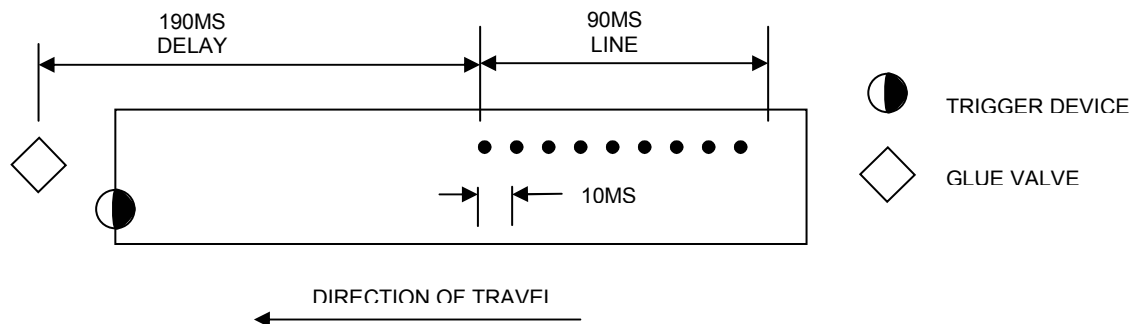 190MS
DELAY
90MS
LINE
TRIGGER DEVICE
10MS
GLUE VALVE
DIRECTION OF TRAVEL